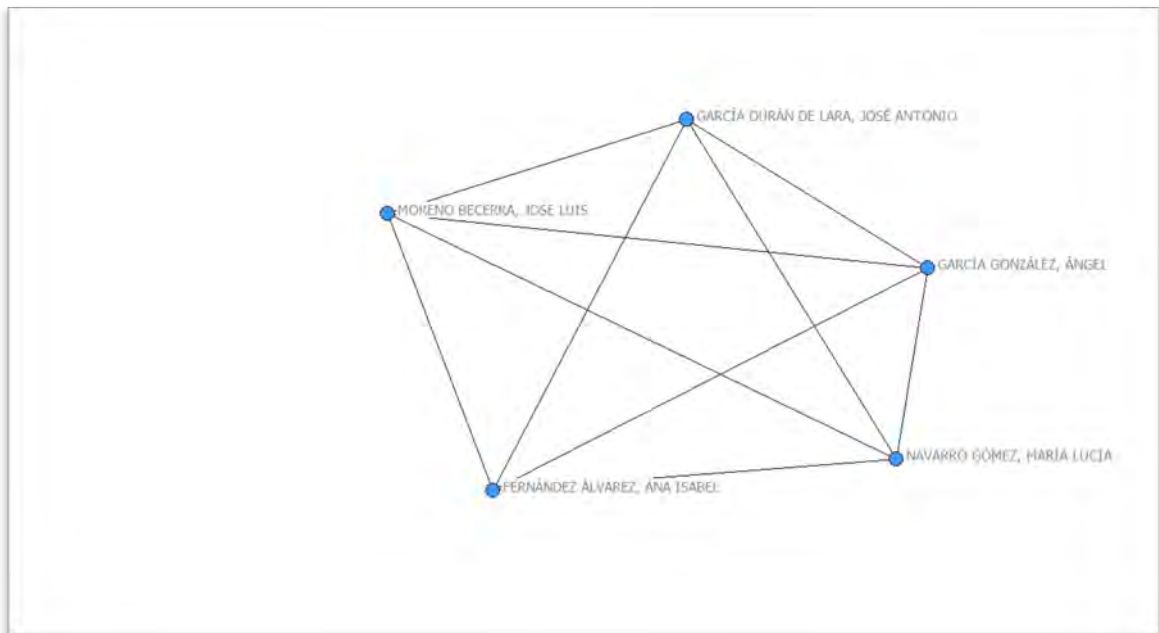 GARCÍA DURÁN DE LARA, JOSÉ ANTONIO
MORENO BECERRA, JOSE LUIS
GARCÍA GONZÁLEZ, ÁNGEL
NAVARRO GÓMEZ, MARÍA LUCIA
FERNÁNDEZ ÁLVAREZ, ANA ISABEL